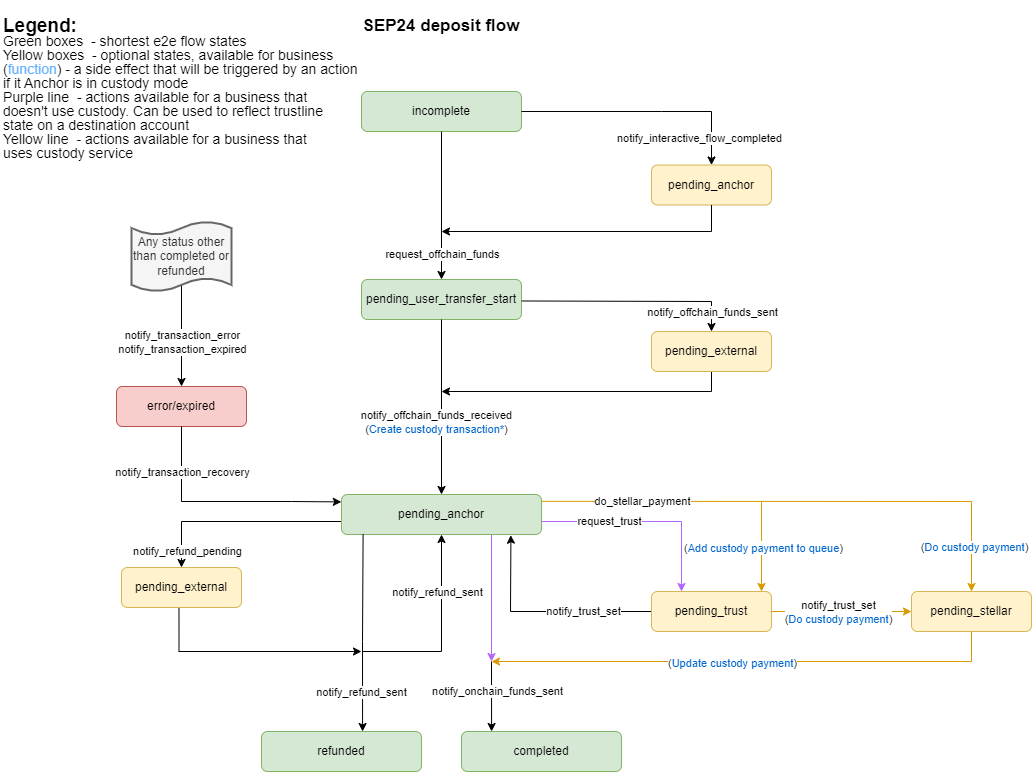 Legend:
SEP24 deposit flow
Green boxes - shortest e2e flow states
Yellow boxes - optional states, available for business
(function) - a side effect that will be triggered by an action
if it Anchor is in custody mode
Purple line - actions available for a business that
doesn't use custody. Can be used to reflect trustline
state on a destination account
Yellow line - actions available for a business that
uses custody service
incomplete
notify_interactive_flow_completed
pending_anchor
Any status other
than completed or
refunded
request_offchain_funds
pending_user_transfer_start
notify_offchain_funds_sent
notify_transaction_error
notify_transaction_expired
pending_external
error/expired
notify_offchain_funds_received
(Create custody transaction*)
notify_transaction_recovery
pending_anchor
do_stellar_payment
request_trust
notify_refund_pending
(Add custody payment to queue)
(Do custody payment)
pending_external
notify_refund_sent
notify_trust_set
pending_trust
notify_trust_set
(Do custody payment)
pending_stellar
(Update custody payment)
notify_refund_sent
notify_onchain_funds_sent
refunded
completed